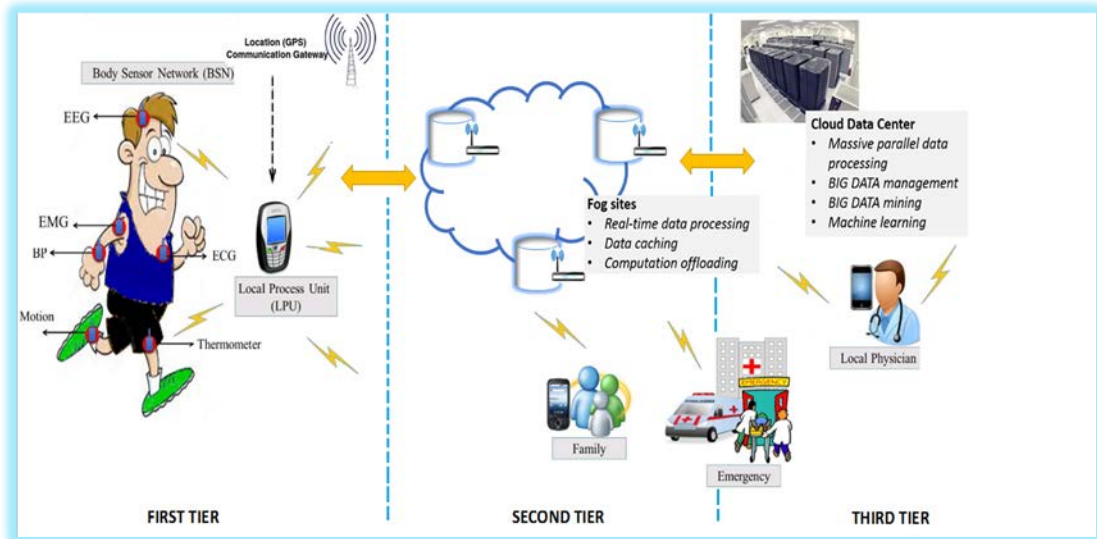 Location (GPS)
Communication Gateway
Body Sensor Network (BSN)
EEG
EMG
BP
ECG
Local Process Unit
(LPU)
Motion
Thermometer
FIRST TIER
Fog sites
• Real-time data processing
• Data caching
• Computation offloading
Family
EMERGENCY
Emergency
SECOND TIER
Cloud Data Center
• Massive parallel data
processing
• BIG DATA management
• BIG DATA mining
• Machine learning
Local Physician
THIRD TIER